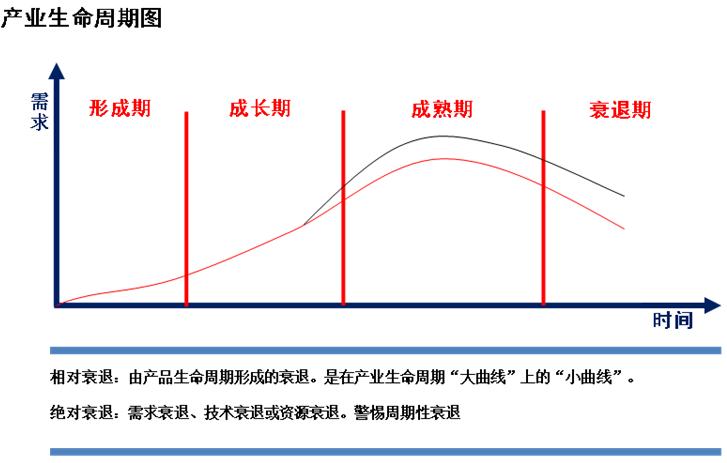 产业生命周期图
需求
形成期
成长期
成熟期
衰退期
时间
相对衰退：由产品生命周期形成的衰退。是在产业生命周期“大曲线”上的“小曲线”。
绝对衰退：需求衰退、技术衰退或资源衰退。警惕周期性衰退